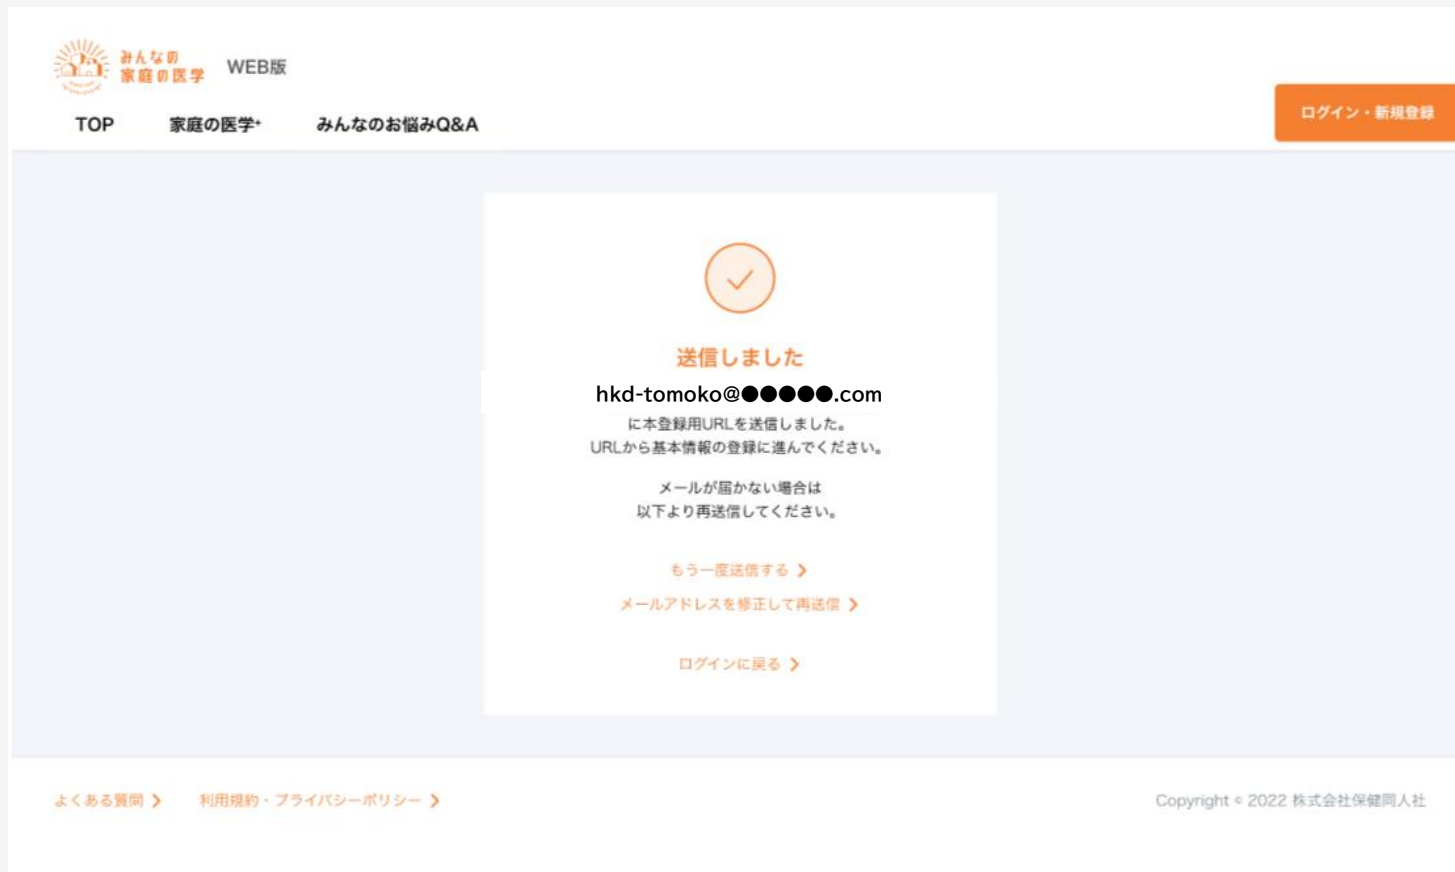 みんなの
家庭の医学
WEB版
TOP
家庭の医学+
みんなのお悩みQ&A
ログイン・新規登録
送信しました
hkd-tomoko@●●●●●.com
に本登録用URLを送信しました。
URLから基本情報の登録に進んでください。
メールが届かない場合は
以下より再送信してください。
もう一度送信する
メールアドレスを修正して再送信
ログインに戻る
よくある質問
利用規約・プライバシーポリシー
Copyright © 2022 株式会社保健同人社